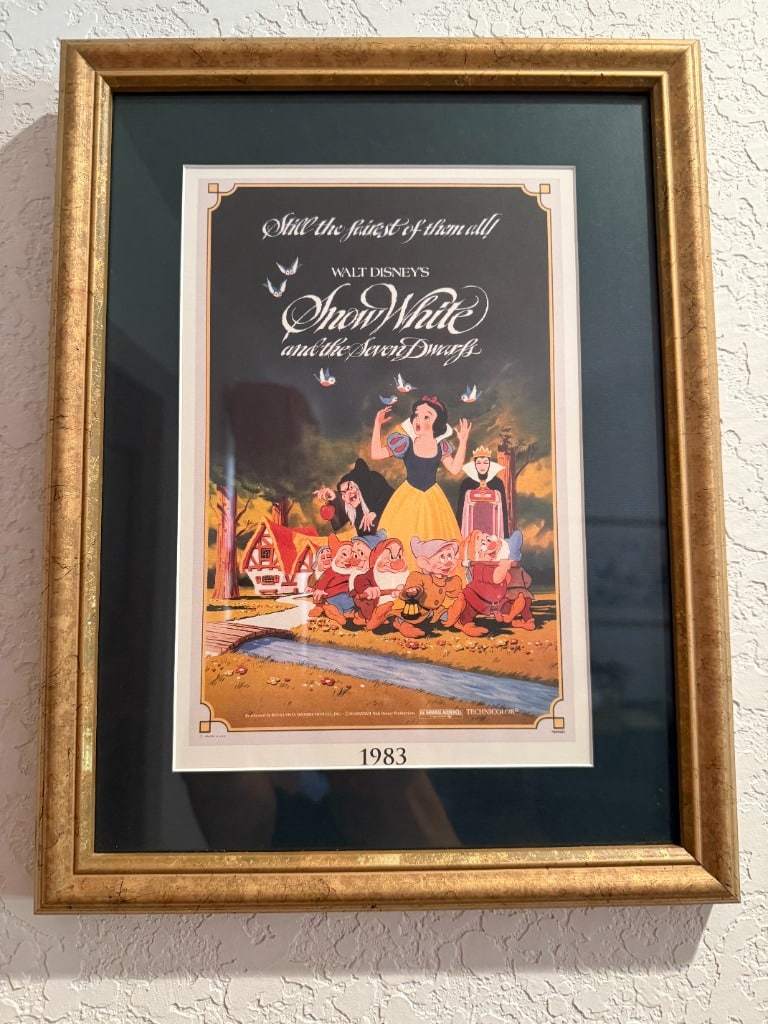 Still the fairest of them all!
WALT DISNEY'S
Snow White
and the Seven Dwarfs
TECHNICOLOR®
1983